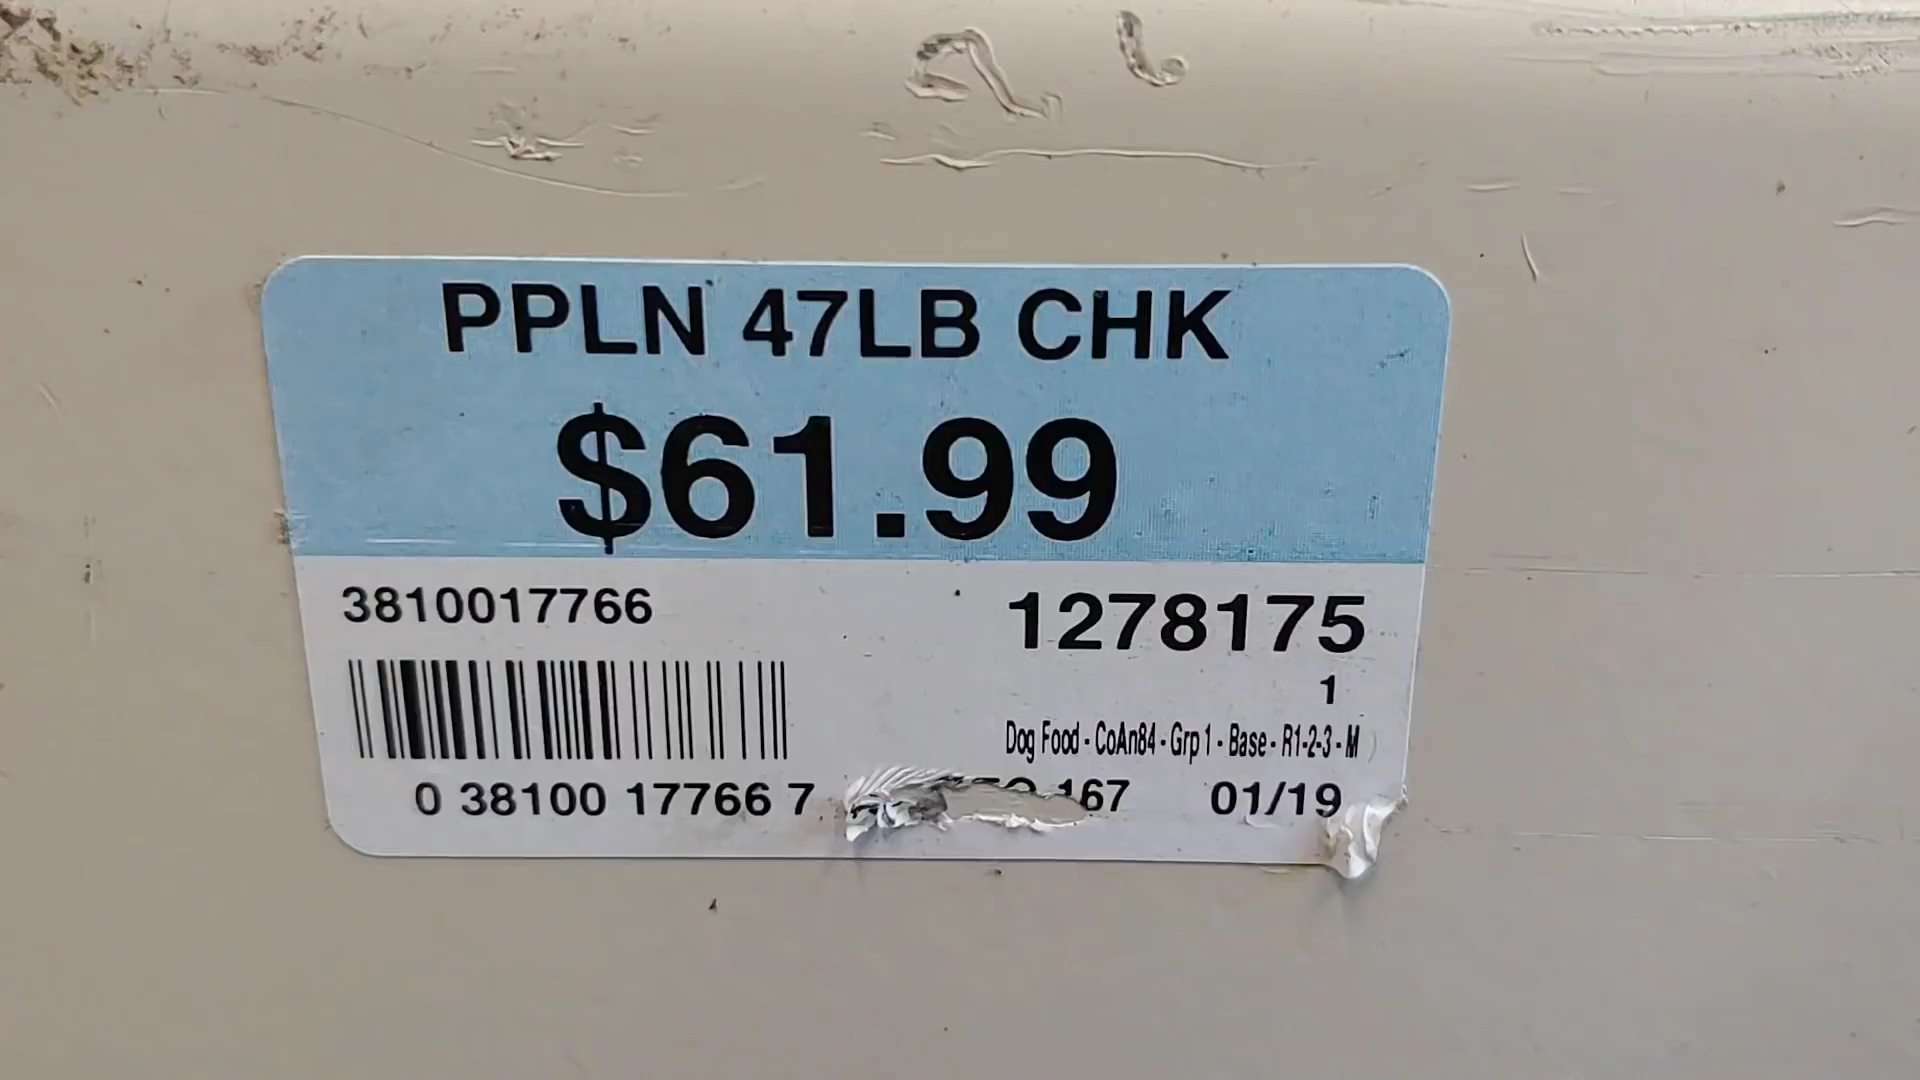 PPLN 47LB CHK
$61.99
3810017766
1278175
1
Dog Food - CoAn84 - Grp 1 - Base - R1-2-3 - M
0 38100 17766 7
167 01/19